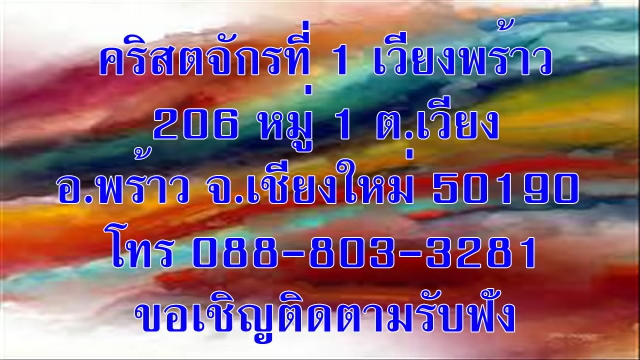 คริสตจักรที่ 1 เวียงพร้าว
206 หมู่ 1 ต.เวียง
อ.พร้าว จ.เชียงใหม่ 50190
โทร 088-803-3281
ขอเชิญติดตามรับฟัง